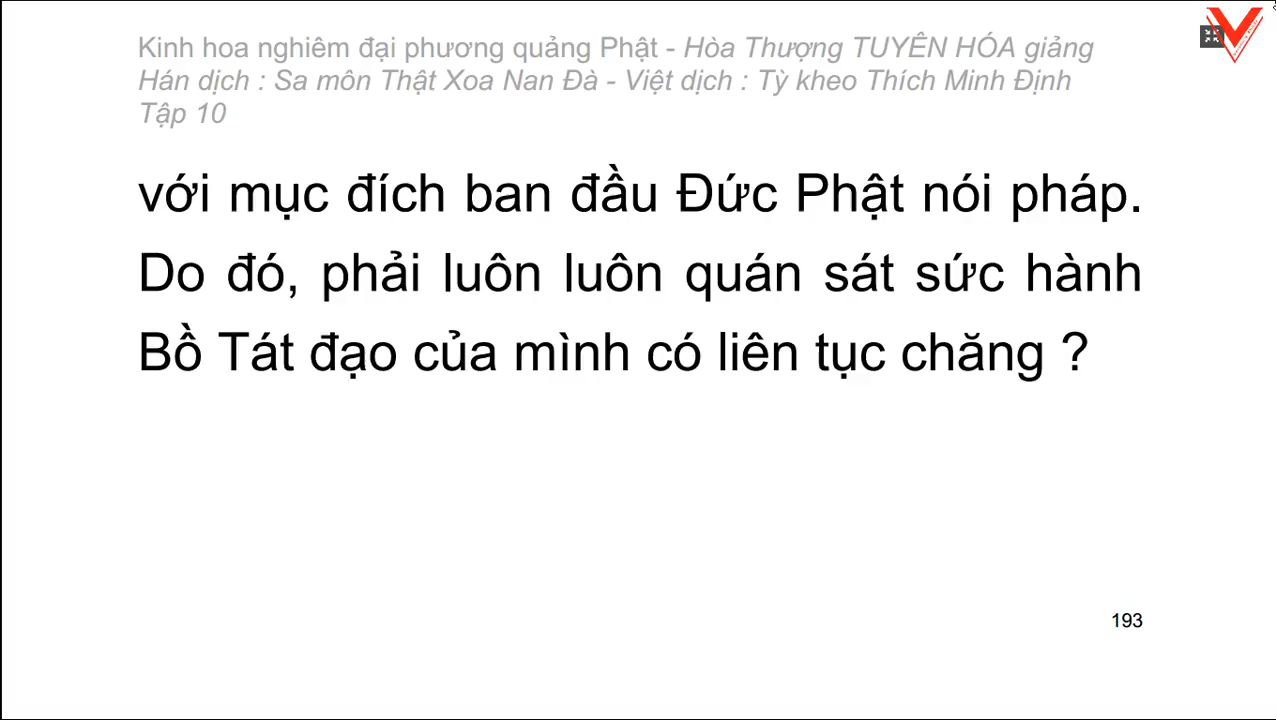 Kinh hoa nghiêm đại phương quảng Phật - Hòa Thượng TUYÊN HÓA giảng
Hán dịch : Sa môn Thật Xoa Nan Đà - Việt dịch : Tỳ kheo Thích Minh Định
Tập 10
với mục đích ban đầu Đức Phật nói pháp.
Do đó, phải luôn luôn quán sát sức hành
Bồ Tát đạo của mình có liên tục chăng ?
193